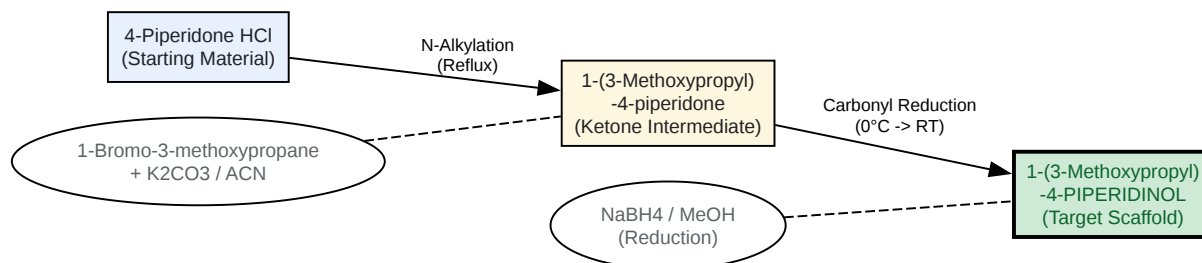 4-Piperidone HCl
(Starting Material)
N-Alkylation
(Reflux)
1-Bromo-3-methoxypropane
+ K2CO3 / ACN
1-(3-Methoxypropyl)
-4-piperidone
(Ketone Intermediate)
Carbonyl Reduction
(0°C -> RT)
NaBH4 / MeOH
(Reduction)
1-(3-Methoxypropyl)
-4-PIPERIDINOL
(Target Scaffold)